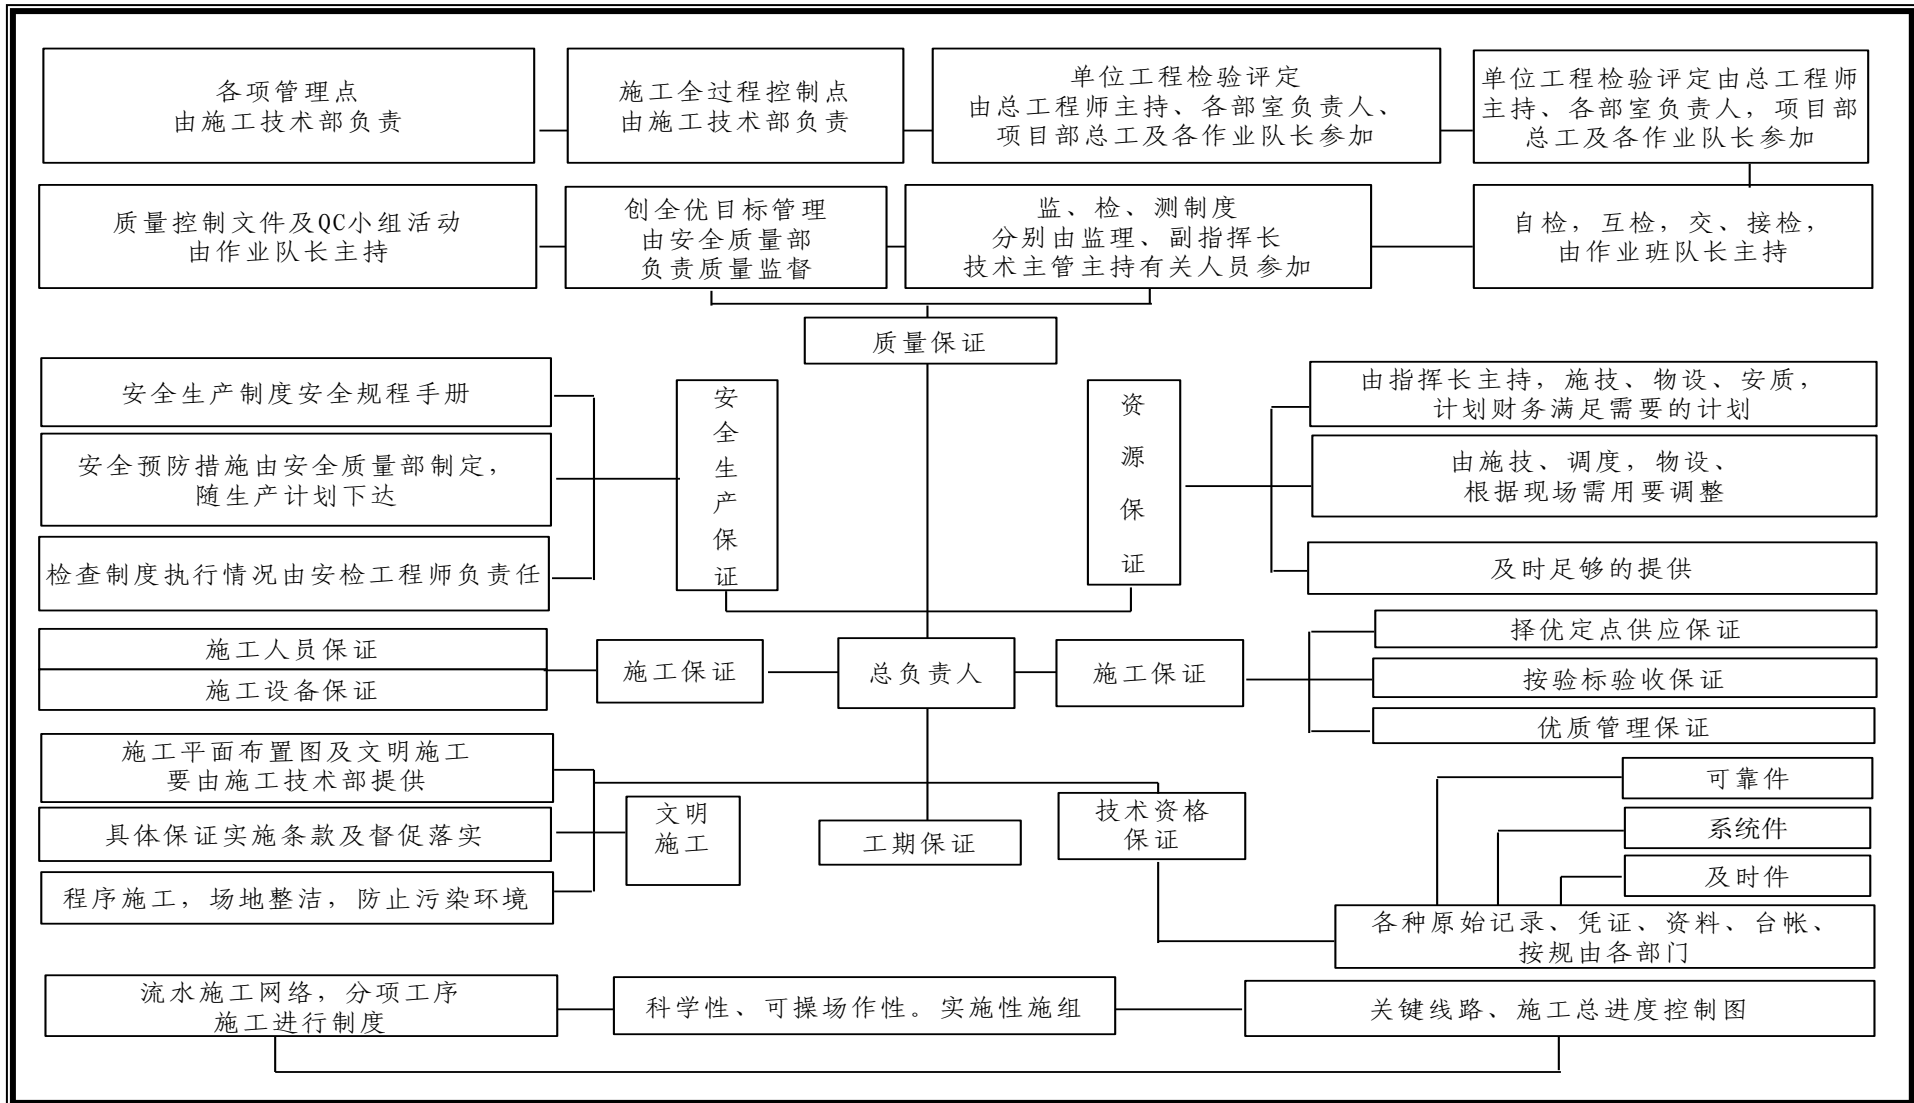 各项管理点
由施工技术部负责
施工全过程控制点
由施工技术部负责
单位工程检验评定
由总工程师主持、各部室负责人、
项目部总工及各作业队长参加
单位工程检验评定由总工程师
主持、各部室负责人，项目部
总工及各作业队长参加
质量控制文件及QC小组活动
由作业队长主持
创全优目标管理
由安全质量部
负责质量监督
监、检、测制度
分别由监理、副指挥长
技术主管主持有关人员参加
自检，互检，交、接检，
由作业班队长主持
质量保证
安全生产制度安全规程手册
安全预防措施由安全质量部制定，
随生产计划下达
检查制度执行情况由安检工程师负责任
安全生产保证
资源保证
由指挥长主持，施技、物设、安质，
计划财务满足需要的计划
由施技、调度，物设、
根据现场需用要调整
及时足够的提供
施工人员保证
施工设备保证
施工保证
总负责人
施工保证
择优定点供应保证
按验标验收保证
优质管理保证
施工平面布置图及文明施工
要由施工技术部提供
具体保证实施条款及督促落实
程序施工，场地整洁，防止污染环境
文明
施工
工期保证
技术资格
保证
可靠件
系统件
及时件
各种原始记录、凭证、资料、台帐、
按规由各部门
流水施工网络，分项工序
施工进行制度
科学性、可操场作性。实施性施组
关键线路、施工总进度控制图